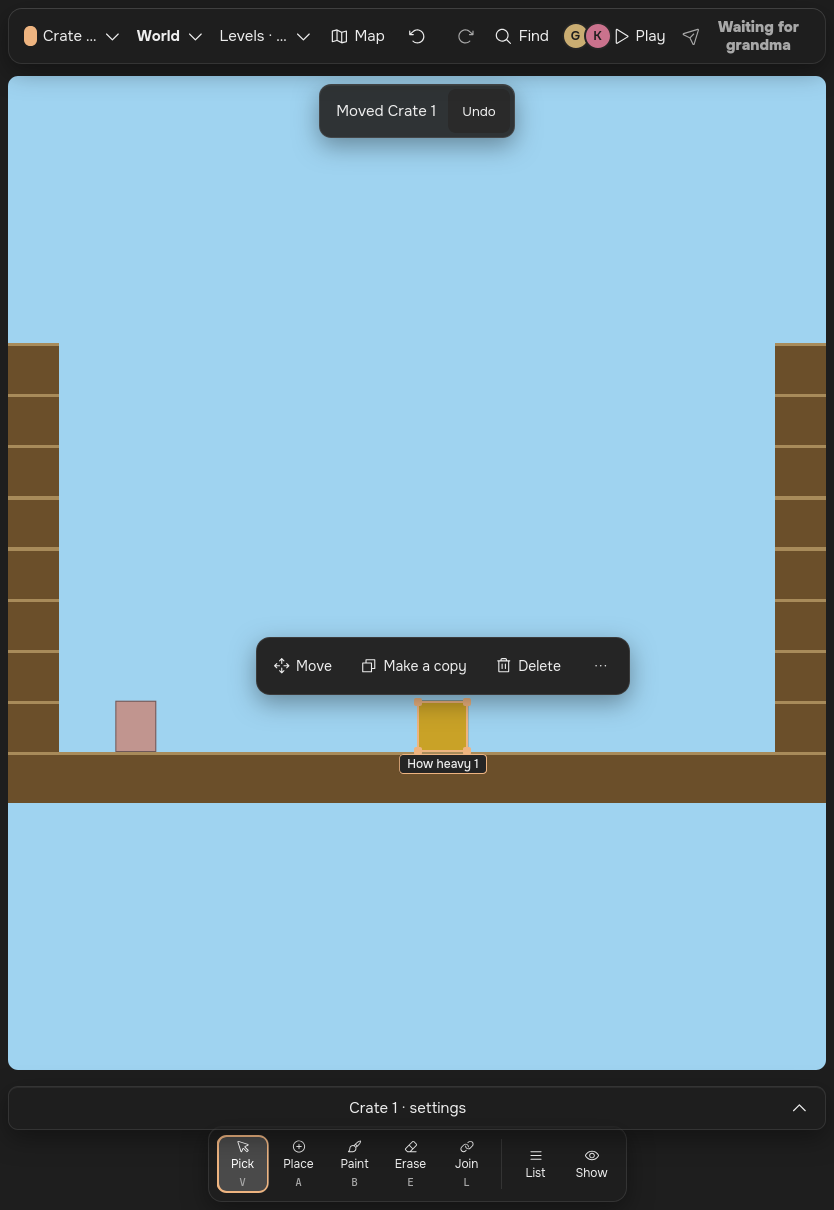 Crate ...
World
Levels · ...
Map
Find
G
K
Play
Waiting for
grandma
Moved Crate 1
Undo
Move
Make a copy
Delete
···
How heavy 1
Crate 1 · settings
Pick
Place
Paint
Erase
Join
List
Show
V
A
B
E
L